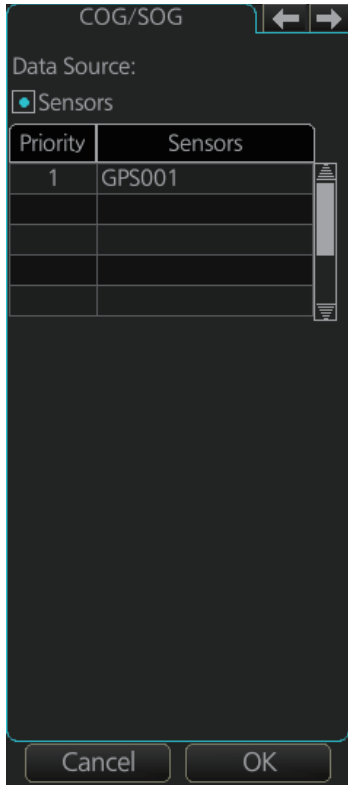 COG/SOG
Data Source:
Sensors
Priority Sensors
1 GPS001
Cancel OK